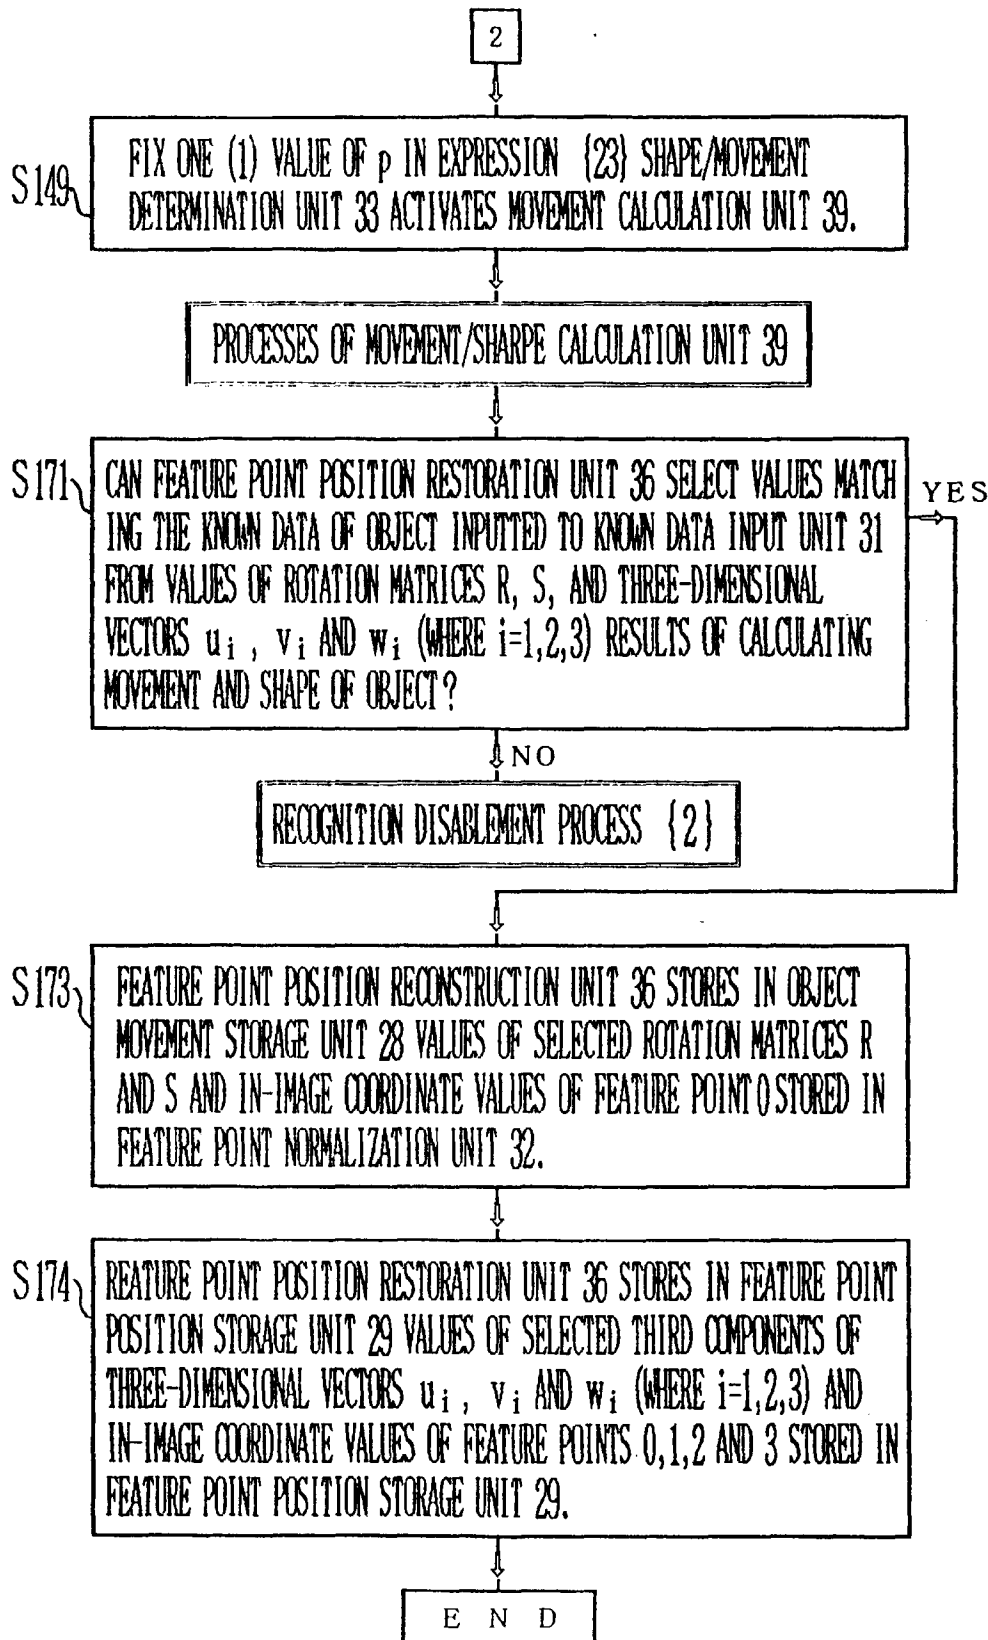 2
S149
FIX ONE (1) VALUE OF p IN EXPRESSION {23} SHAPE/MOVEMENT
DETERMINATION UNIT 33 ACTIVATES MOVEMENT CALCULATION UNIT 39.
PROCESSES OF MOVEMENT/SHARPE CALCULATION UNIT 39
S171
CAN FEATURE POINT POSITION RESTORATION UNIT 36 SELECT VALUES MATCH
ING THE KNOWN DATA OF OBJECT INPUTTED TO KNOWN DATA INPUT UNIT 31
FROM VALUES OF ROTATION MATRICES R, S, AND THREE-DIMENSIONAL
VECTORS ui , vi AND wi (WHERE i=1,2,3) RESULTS OF CALCULATING
MOVEMENT AND SHAPE OF OBJECT?
YES
NO
RECOGNITION DISABLEMENT PROCESS {2}
S173
FEATURE POINT POSITION RECONSTRUCTION UNIT 36 STORES IN OBJECT
MOVEMENT STORAGE UNIT 28 VALUES OF SELECTED ROTATION MATRICES R
AND S AND IN-IMAGE COORDINATE VALUES OF FEATURE POINT 0 STORED IN
FEATURE POINT NORMALIZATION UNIT 32.
S174
REATURE POINT POSITION RESTORATION UNIT 36 STORES IN FEATURE POINT
POSITION STORAGE UNIT 29 VALUES OF SELECTED THIRD COMPONENTS OF
THREE-DIMENSIONAL VECTORS ui , vi AND wi (WHERE i=1,2,3) AND
IN-IMAGE COORDINATE VALUES OF FEATURE POINTS 0,1,2 AND 3 STORED IN
FEATURE POINT POSITION STORAGE UNIT 29.
END